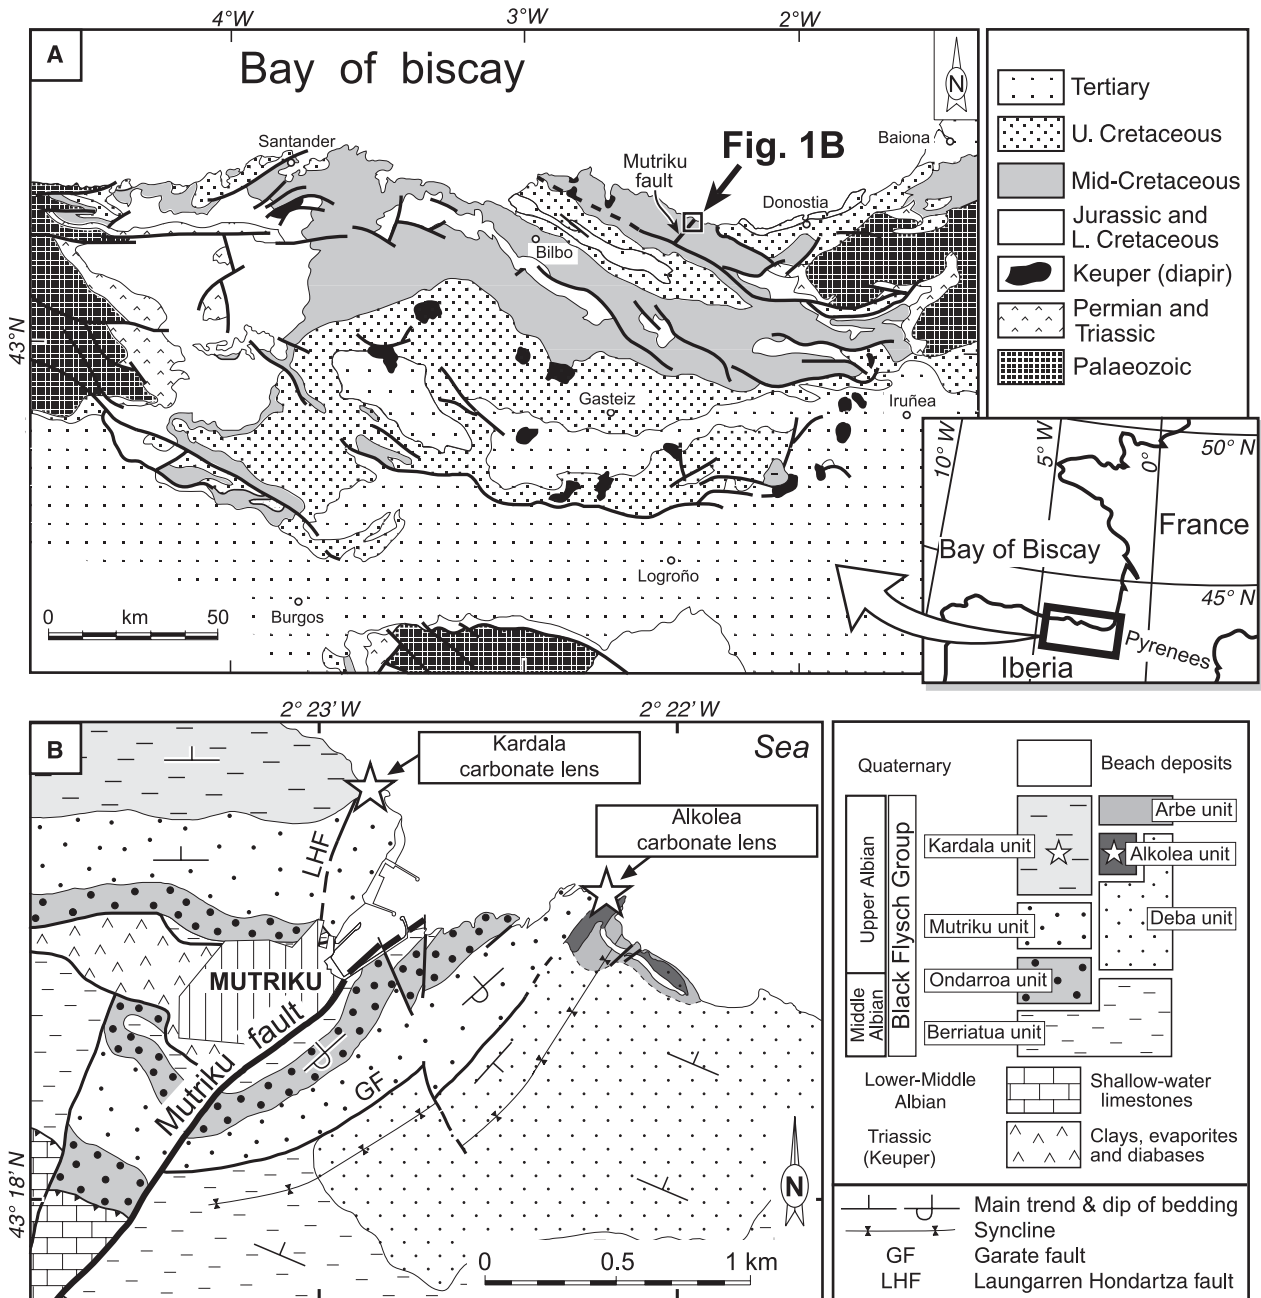 4°W
3°W
2°W
A
Bay of biscay
N
Santander
Baiona
Fig. 1B
Mutriku
fault
Donostia
Bilbo
43°N
Gasteiz
Iruñea
Logroño
Burgos
0 km 50
Tertiary
U. Cretaceous
Mid-Cretaceous
Jurassic and
L. Cretaceous
Keuper (diapir)
Permian and
Triassic
Palaeozoic
10° W
5° W
0°
50° N
France
Bay of Biscay
45° N
Pyrenees
Iberia
2° 23' W
2° 22' W
B
Kardala
carbonate lens
Sea
Alkolea
carbonate lens
LHF
MUTRIKU
Mutriku fault
GF
43° 18' N
N
0 0.5 1 km
Quaternary
Beach deposits
Upper Albian
Middle
Albian
Black Flysch Group
Arbe unit
Kardala unit
Alkolea unit
Deba unit
Mutriku unit
Ondarroa unit
Berriatua unit
Lower-Middle
Albian
Shallow-water
limestones
Triassic
(Keuper)
Clays, evaporites
and diabases
Main trend & dip of bedding
Syncline
GF Garate fault
LHF Laungarren Hondartza fault